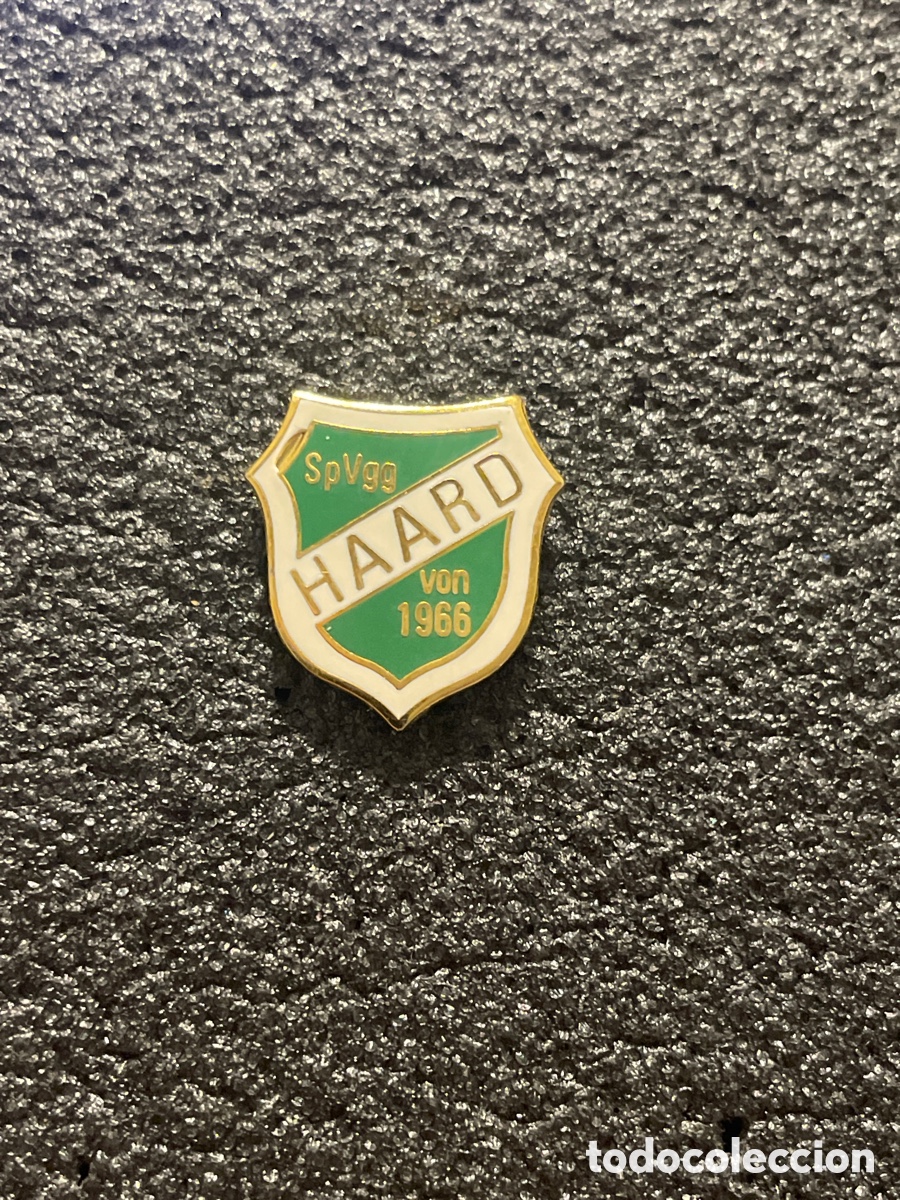 SpVgg
HAARD
von
1966
todocoleccion